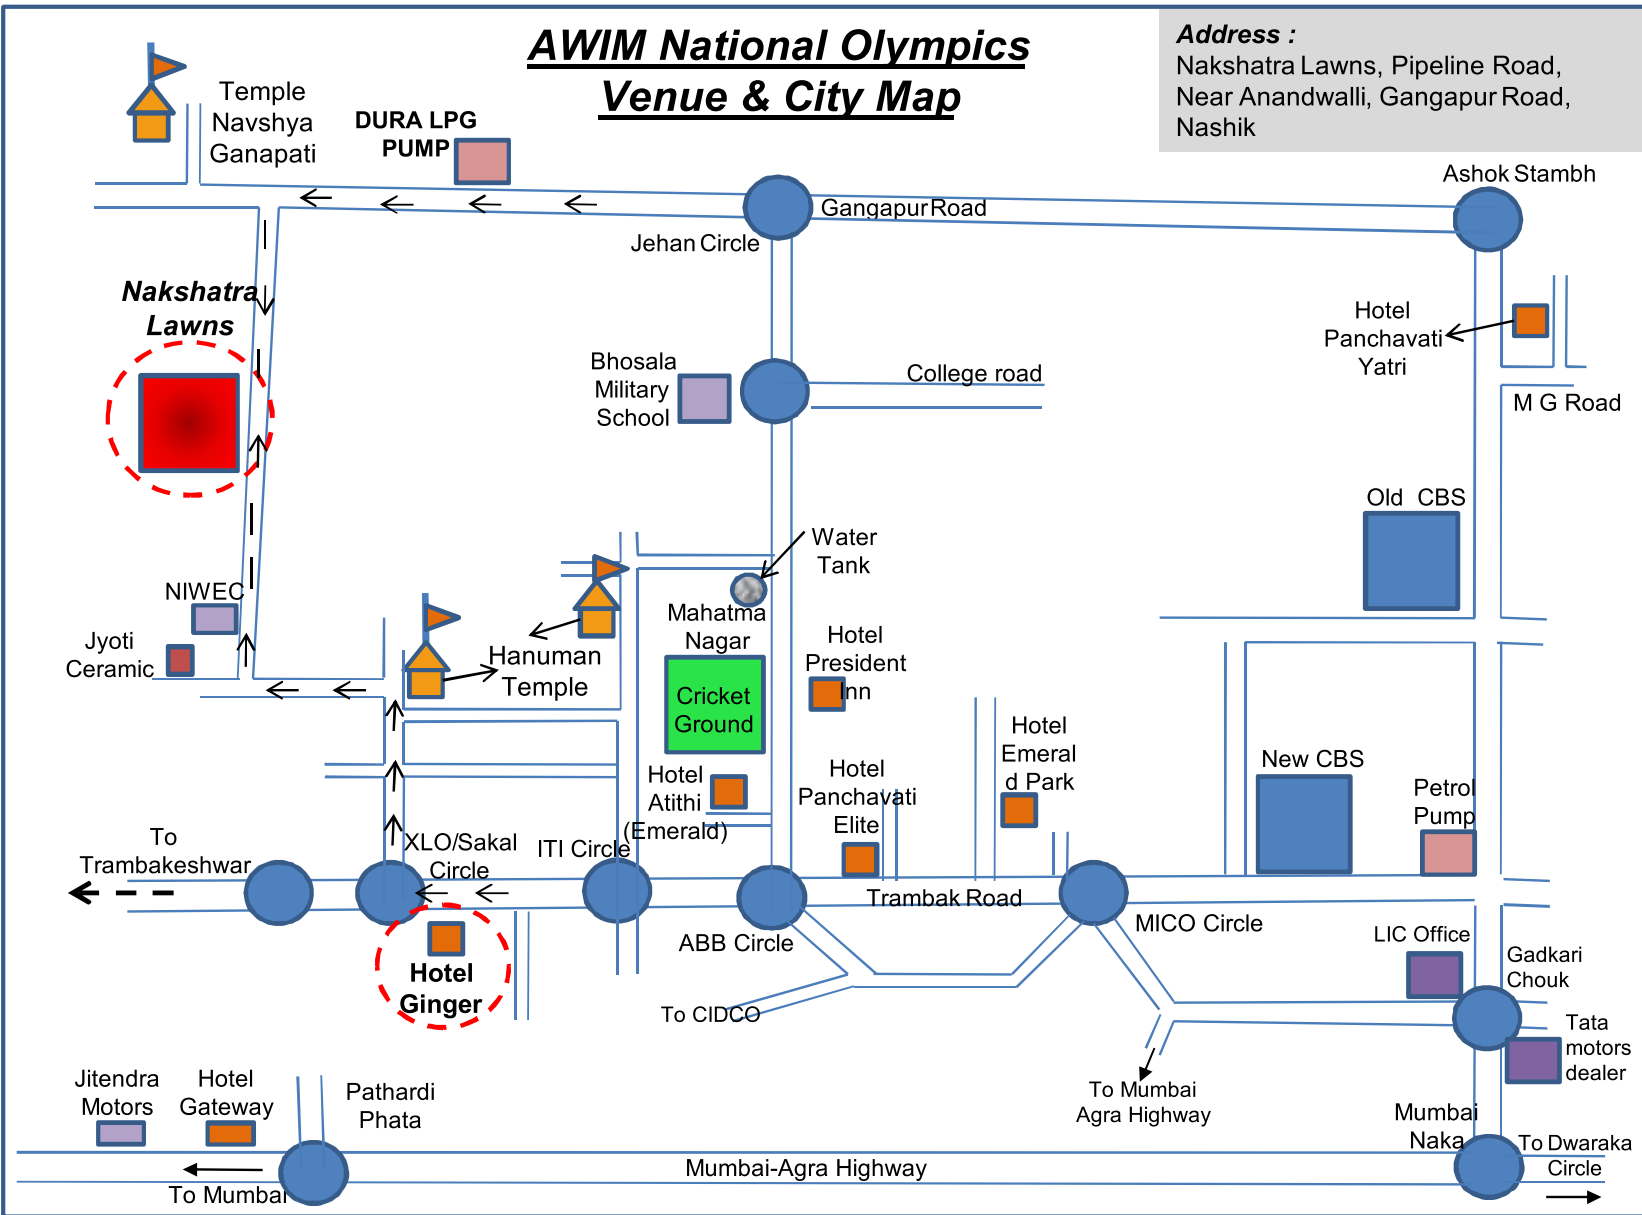 AWIM National Olympics
Venue & City Map
Address :
Nakshatra Lawns, Pipeline Road,
Near Anandwalli, Gangapur Road,
Nashik
Temple
Navshya
Ganapati
DURA LPG
PUMP
Ashok Stambh
Gangapur Road
Jehan Circle
Nakshatra
Lawns
Hotel
Panchavati
Yatri
Bhosala
Military
School
College road
M G Road
Old CBS
Water
Tank
NIWEC
Mahatma
Nagar
Jyoti
Ceramic
Hanuman
Temple
Hotel
President
Inn
Cricket
Ground
Hotel
Emeral
d Park
New CBS
Hotel
Atithi
(Emerald)
Hotel
Panchavati
Elite
Petrol
Pump
To
Trambakeshwar
XLO/Sakal
Circle
ITI Circle
Trambak Road
ABB Circle
MICO Circle
LIC Office
Gadkari
Chouk
Hotel
Ginger
To CIDCO
Tata
motors
dealer
Jitendra
Motors
Hotel
Gateway
Pathardi
Phata
To Mumbai
Agra Highway
Mumbai
Naka
To Dwaraka
Circle
Mumbai-Agra Highway
To Mumbai